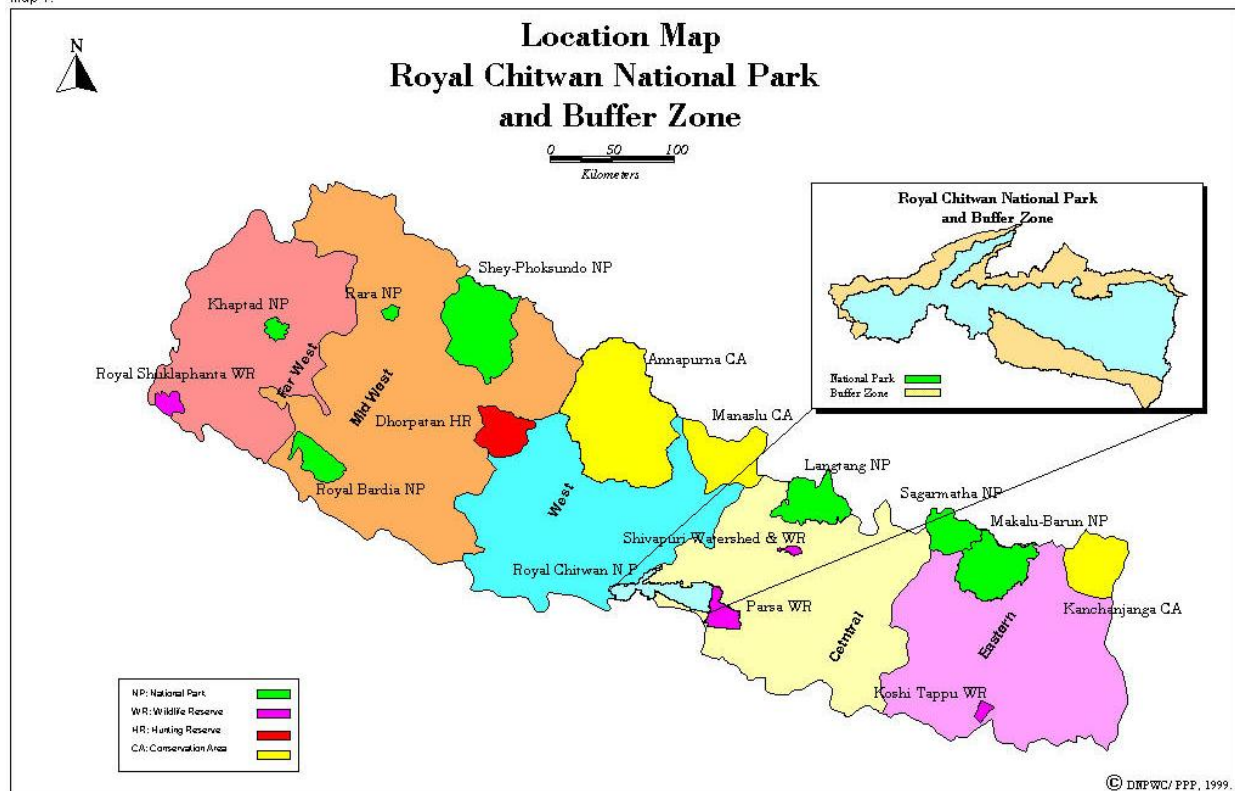 Location Map
Royal Chitwan National Park
and Buffer Zone
N
0 50 100
Kilometers
Royal Chitwan National Park
and Buffer Zone
National Park
Buffer Zone
Shey-Phoksundo NP
Rara NP
Khaptad NP
Royal Shuklaphanta WR
Far West
Mid West
Annapurna CA
Dhorpatan HR
Manaslu CA
Royal Bardia NP
Langtang NP
West
Sagarmatha NP
Makalu-Barun NP
Shivapuri Watershed & WR
Royal Chitwan N P
Parsa WR
Kanchanjanga CA
Cetntral
Eastern
Koshi Tappu WR
NP: National Park
WR: Wildlife Reserve
HR: Hunting Reserve
CA: Conservation Area
© DNPWC/ PPP, 1999.